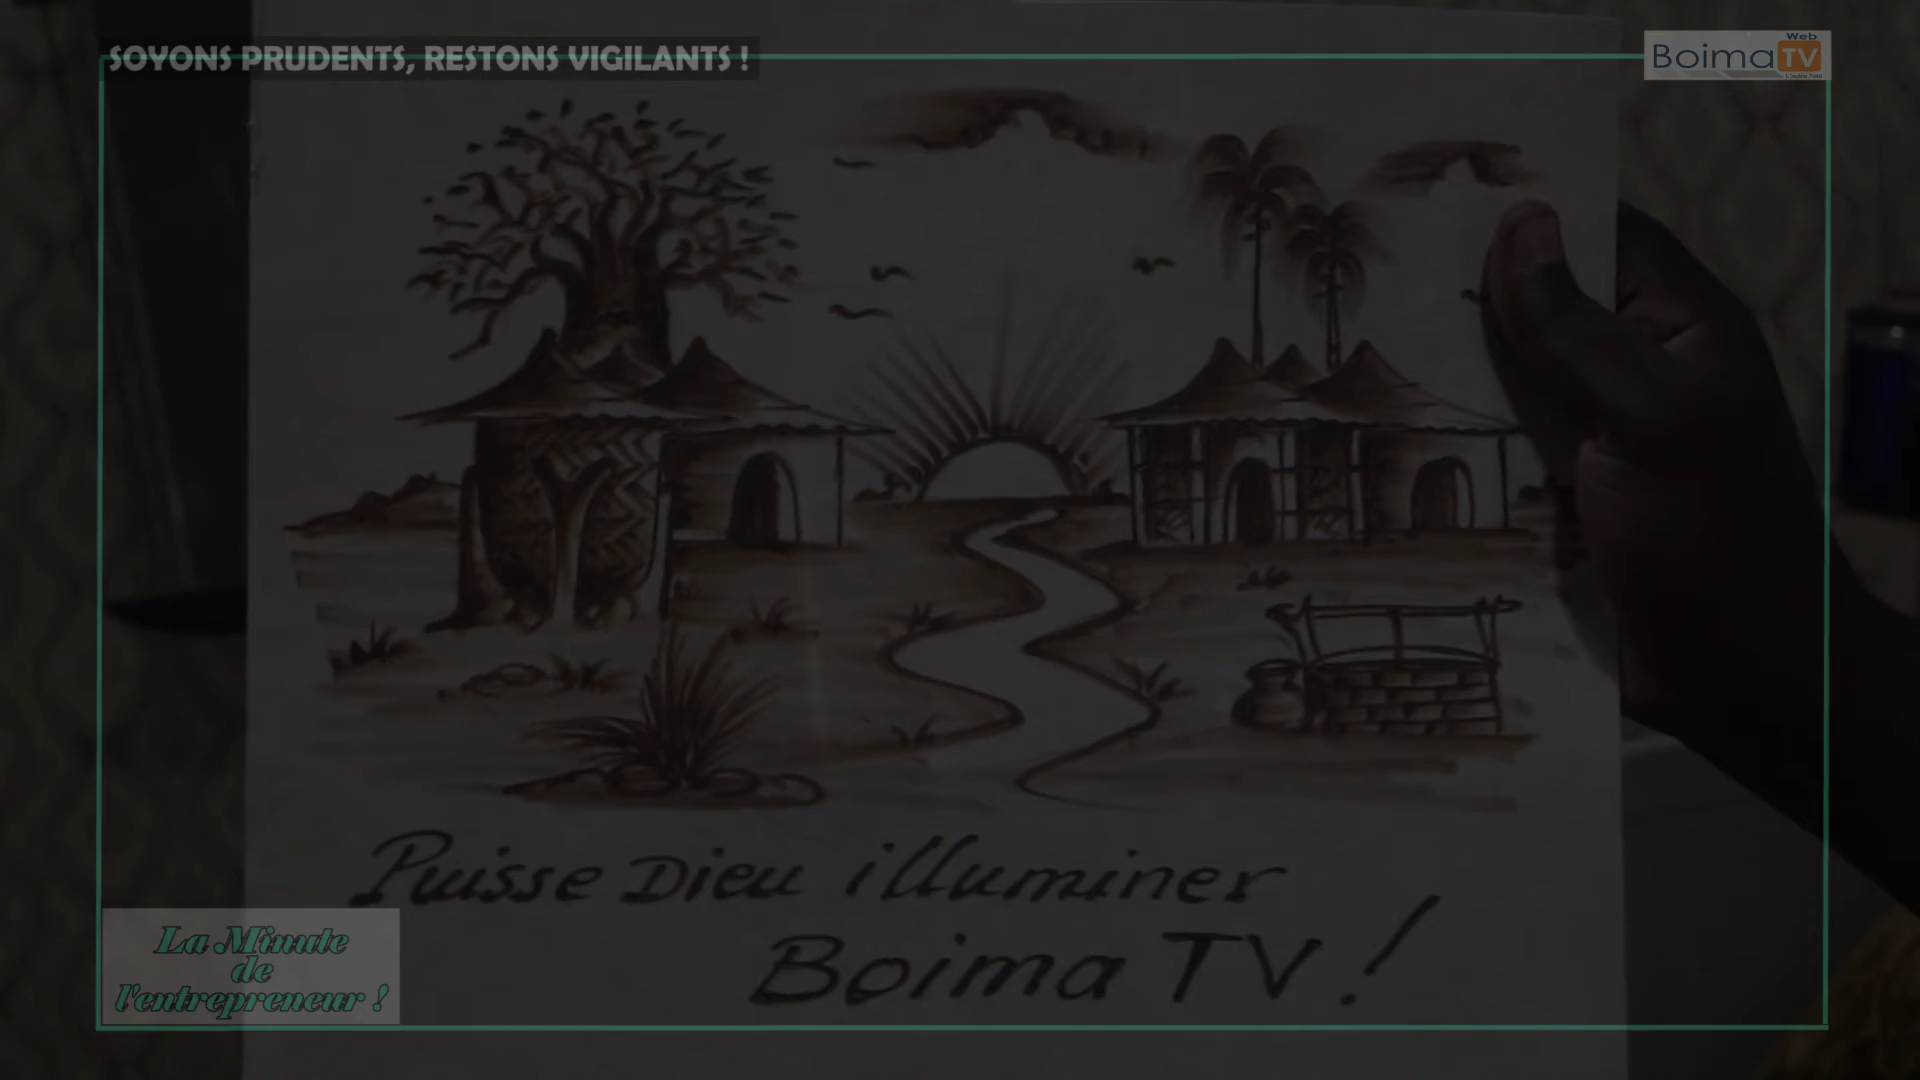 SOYONS PRUDENTS, RESTONS VIGILANTS !
Web
Boima TV
Puisse Dieu illuminer
Boima TV !
La Minute
de
l'entrepreneur !